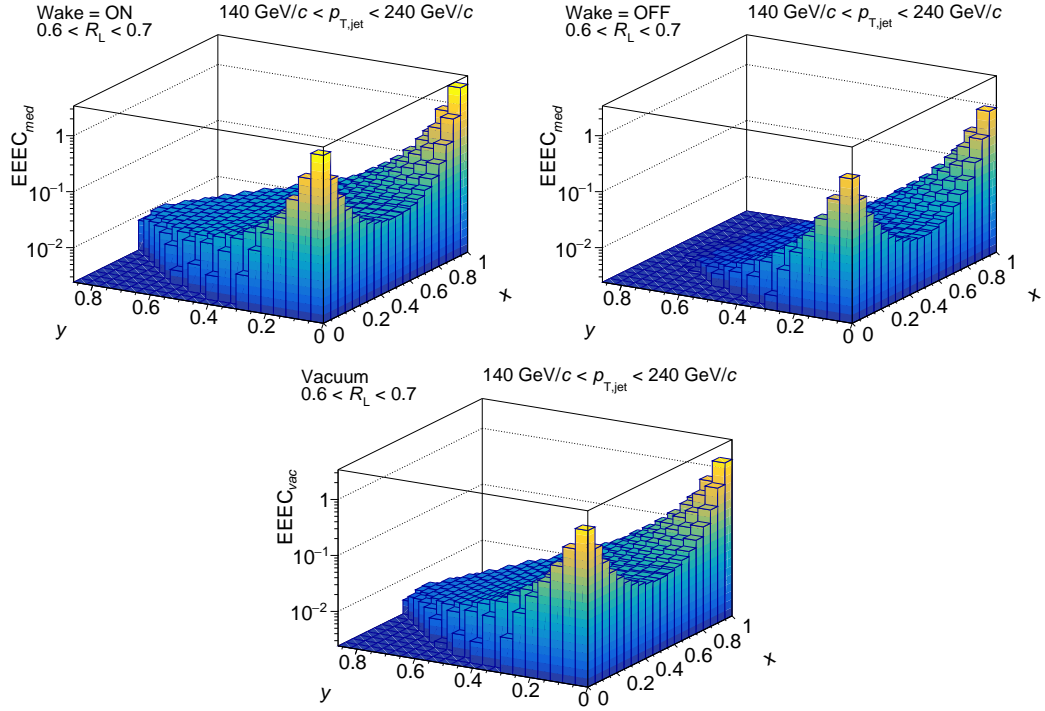 Wake = ON
140 GeV/c < p_T,jet < 240 GeV/c
0.6 < R_L < 0.7
EEEC_med
1
10⁻¹
10⁻²
0.8
0.6
0.4
0.2
0
y
0
0.2
0.4
0.6
0.8
1
x
Wake = OFF
140 GeV/c < p_T,jet < 240 GeV/c
0.6 < R_L < 0.7
EEEC_med
1
10⁻¹
10⁻²
0.8
0.6
0.4
0.2
0
y
0
0.2
0.4
0.6
0.8
1
x
Vacuum
140 GeV/c < p_T,jet < 240 GeV/c
0.6 < R_L < 0.7
EEEC_vac
1
10⁻¹
10⁻²
0.8
0.6
0.4
0.2
0
y
0
0.2
0.4
0.6
0.8
1
x